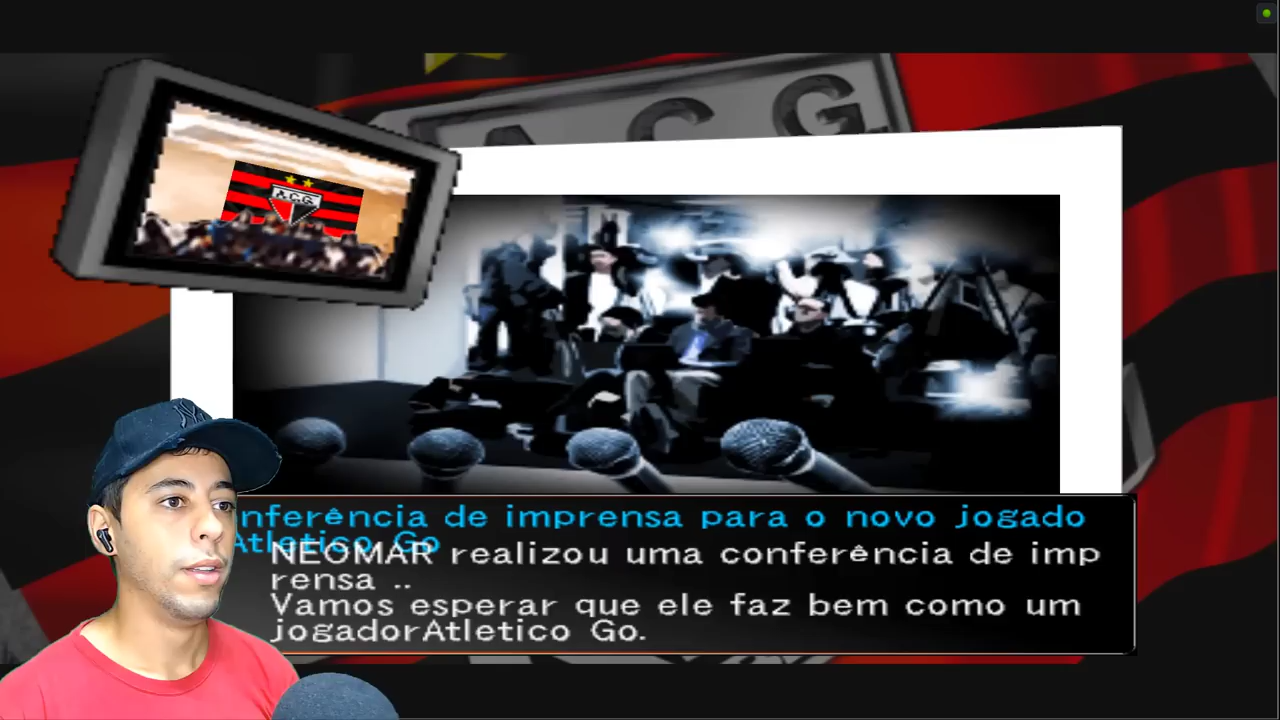 A C G
A.C.G.
nferência de imprensa para o novo jogado
Atletico Go
NEOMAR realizou uma conferência de imp
rensa ..
Vamos esperar que ele faz bem como um
jogadorAtletico Go.